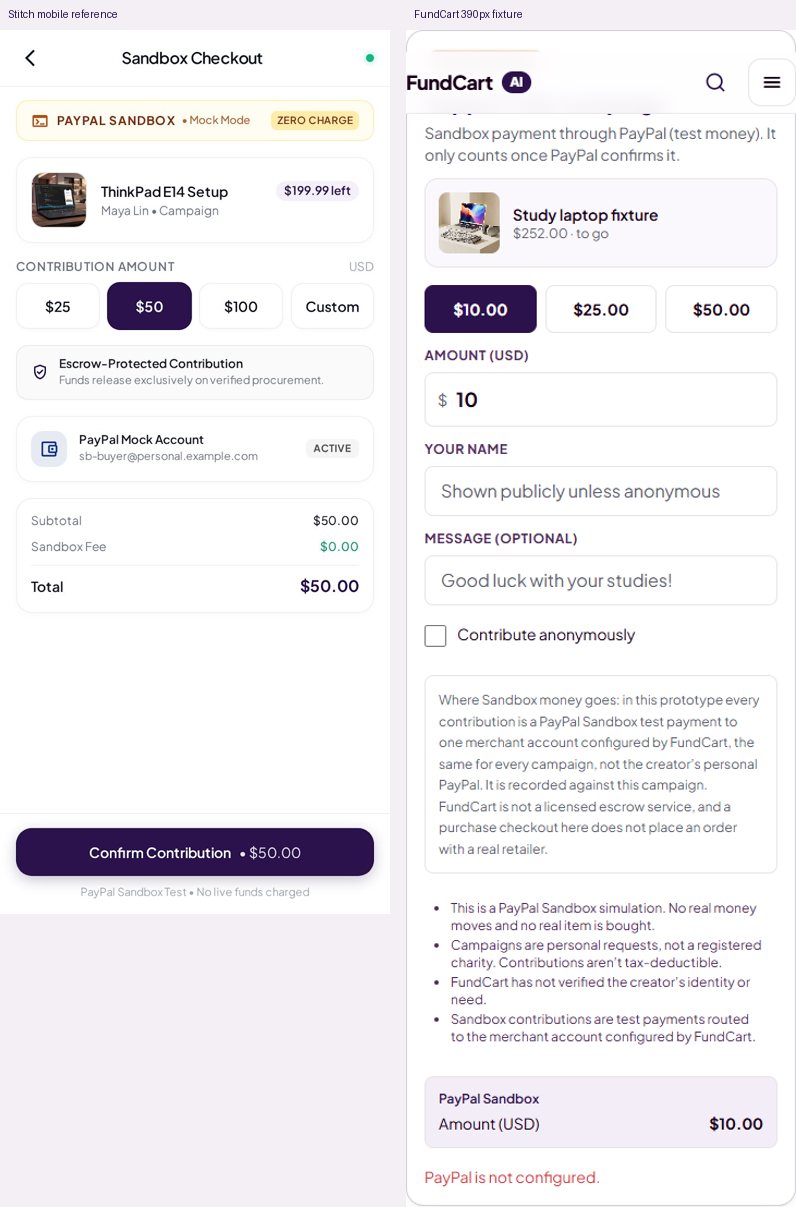 Stitch mobile reference
Sandbox Checkout
PAYPAL SANDBOX • Mock Mode ZERO CHARGE
ThinkPad E14 Setup $199.99 left
Maya Lin • Campaign
CONTRIBUTION AMOUNT USD
$25 $50 $100 Custom
Escrow-Protected Contribution
Funds release exclusively on verified procurement.
PayPal Mock Account
sb-buyer@personal.example.com
ACTIVE
Subtotal $50.00
Sandbox Fee $0.00
Total $50.00
Confirm Contribution • $50.00
PayPal Sandbox Test • No live funds charged
FundCart 390px fixture
FundCart AI
Sandbox payment through PayPal (test money). It
only counts once PayPal confirms it.
Study laptop fixture
$252.00 · to go
$10.00 $25.00 $50.00
AMOUNT (USD)
$ 10
YOUR NAME
Shown publicly unless anonymous
MESSAGE (OPTIONAL)
Good luck with your studies!
Contribute anonymously
Where Sandbox money goes: in this prototype every
contribution is a PayPal Sandbox test payment to
one merchant account configured by FundCart, the
same for every campaign, not the creator's personal
PayPal. It is recorded against this campaign.
FundCart is not a licensed escrow service, and a
purchase checkout here does not place an order
with a real retailer.
• This is a PayPal Sandbox simulation. No real money
moves and no real item is bought.
• Campaigns are personal requests, not a registered
charity. Contributions aren't tax-deductible.
• FundCart has not verified the creator's identity or
need.
• Sandbox contributions are test payments routed
to the merchant account configured by FundCart.
PayPal Sandbox
Amount (USD) $10.00
PayPal is not configured.